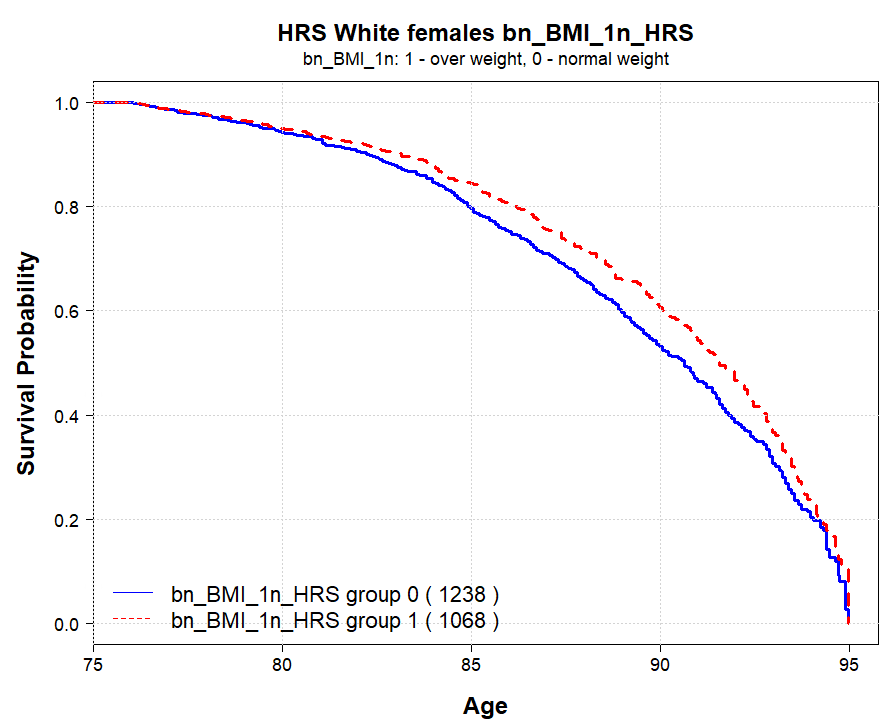 HRS White females bn_BMI_1n_HRS
bn_BMI_1n: 1 - over weight, 0 - normal weight
Survival Probability
1.0
0.8
0.6
0.4
0.2
0.0
bn_BMI_1n_HRS group 0 ( 1238 )
bn_BMI_1n_HRS group 1 ( 1068 )
75 80 85 90 95
Age